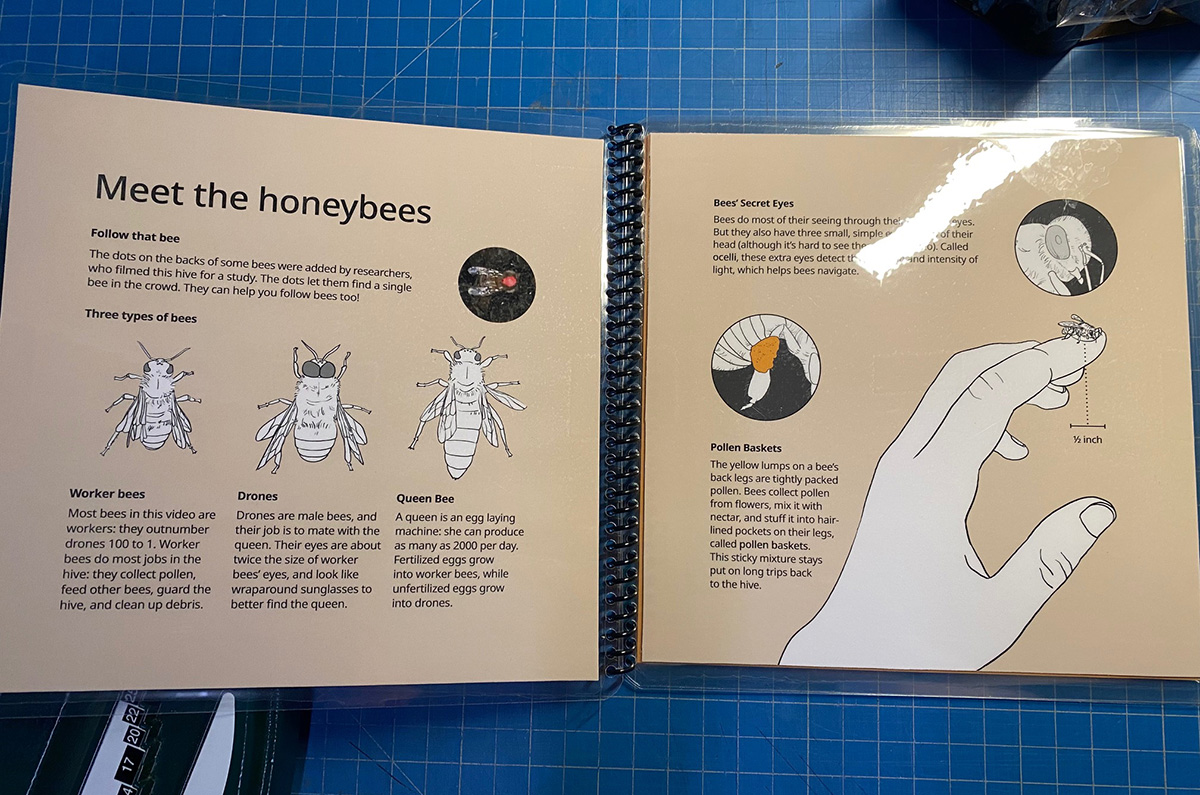 Meet the honeybees
Follow that bee
The dots on the backs of some bees were added by researchers,
who filmed this hive for a study. The dots let them find a single
bee in the crowd. They can help you follow bees too!
Three types of bees
Worker bees
Most bees in this video are
workers: they outnumber
drones 100 to 1. Worker
bees do most jobs in the
hive: they collect pollen,
feed other bees, guard the
hive, and clean up debris.
Drones
Drones are male bees, and
their job is to mate with the
queen. Their eyes are about
twice the size of worker
bees’ eyes, and look like
wraparound sunglasses to
better find the queen.
Queen Bee
A queen is an egg laying
machine: she can produce
as many as 2000 per day.
Fertilized eggs grow
into worker bees, while
unfertilized eggs grow
into drones.
Bees’ Secret Eyes
Bees do most of their seeing through eyes.
But they also have three small, simple of their
head (although it’s hard to see Called
ocelli, these extra eyes detect and intensity of
light, which helps bees navigate.
½ inch
Pollen Baskets
The yellow lumps on a bee’s
back legs are tightly packed
pollen. Bees collect pollen
from flowers, mix it with
nectar, and stuff it into hair-
lined pockets on their legs,
called pollen baskets.
This sticky mixture stays
put on long trips back
to the hive.
22
20
17